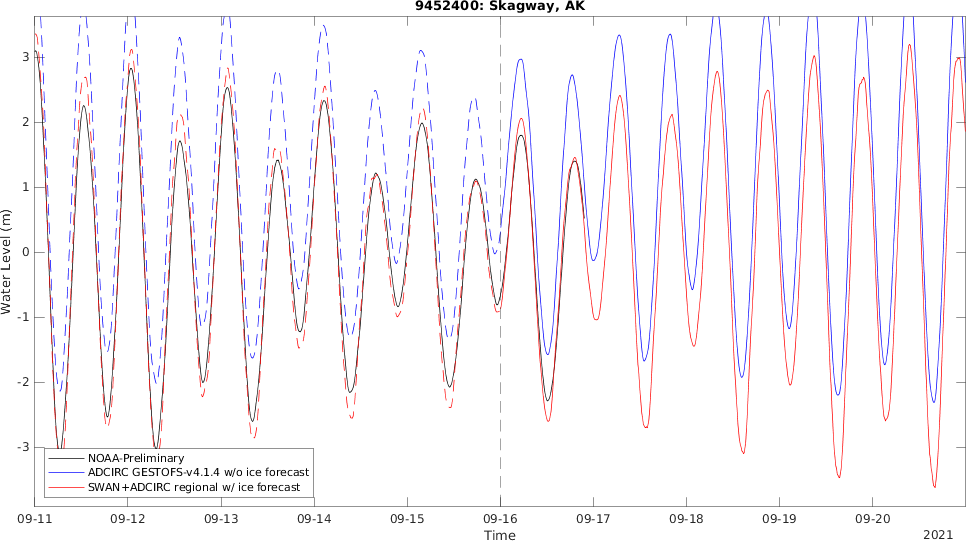 9452400: Skagway, AK
3
2
1
0
-1
-2
-3
Water Level (m)
NOAA-Preliminary
ADCIRC GESTOFS-v4.1.4 w/o ice forecast
SWAN+ADCIRC regional w/ ice forecast
09-11 09-12 09-13 09-14 09-15 09-16 09-17 09-18 09-19 09-20
Time
2021